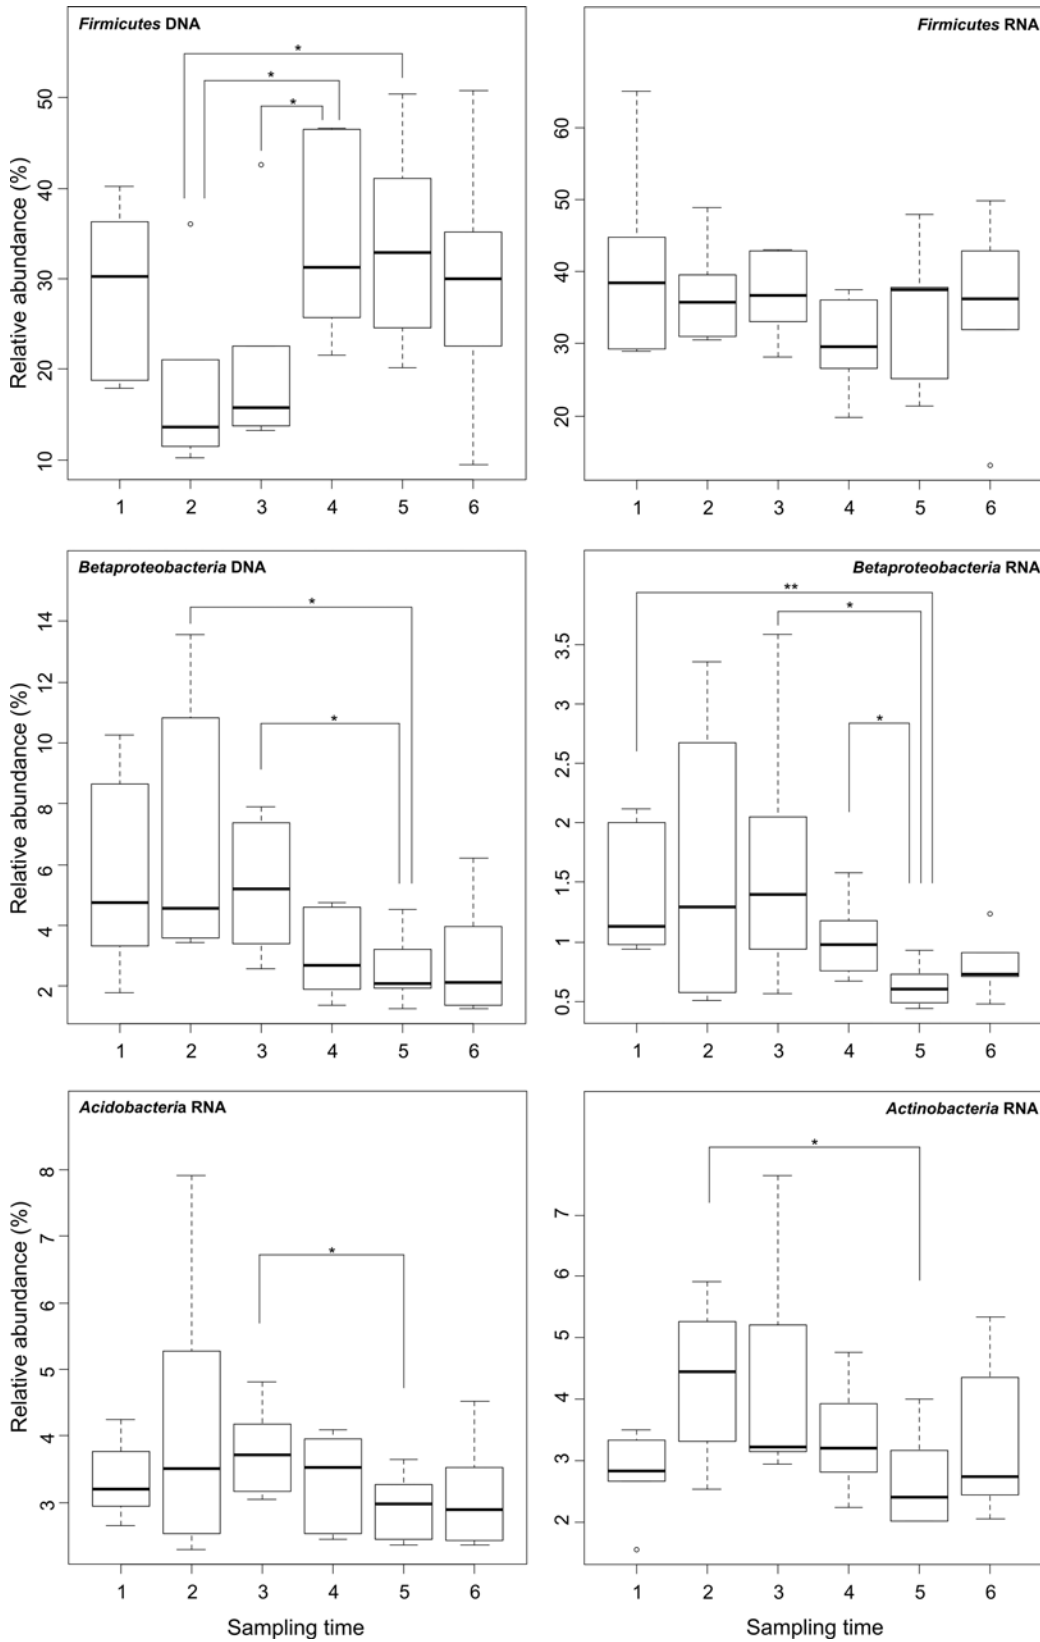 Firmicutes DNA
*
*
*
Relative abundance (%)
50
40
30
20
10
1 2 3 4 5 6
Firmicutes RNA
60
50
40
30
20
1 2 3 4 5 6
Betaproteobacteria DNA
*
*
Relative abundance (%)
14
12
10
8
6
4
2
1 2 3 4 5 6
Betaproteobacteria RNA
**
*
*
3.5
3
2.5
2
1.5
1
0.5
1 2 3 4 5 6
Acidobacteria RNA
*
Relative abundance (%)
8
7
6
5
4
3
1 2 3 4 5 6
Sampling time
Actinobacteria RNA
*
7
6
5
4
3
2
1 2 3 4 5 6
Sampling time